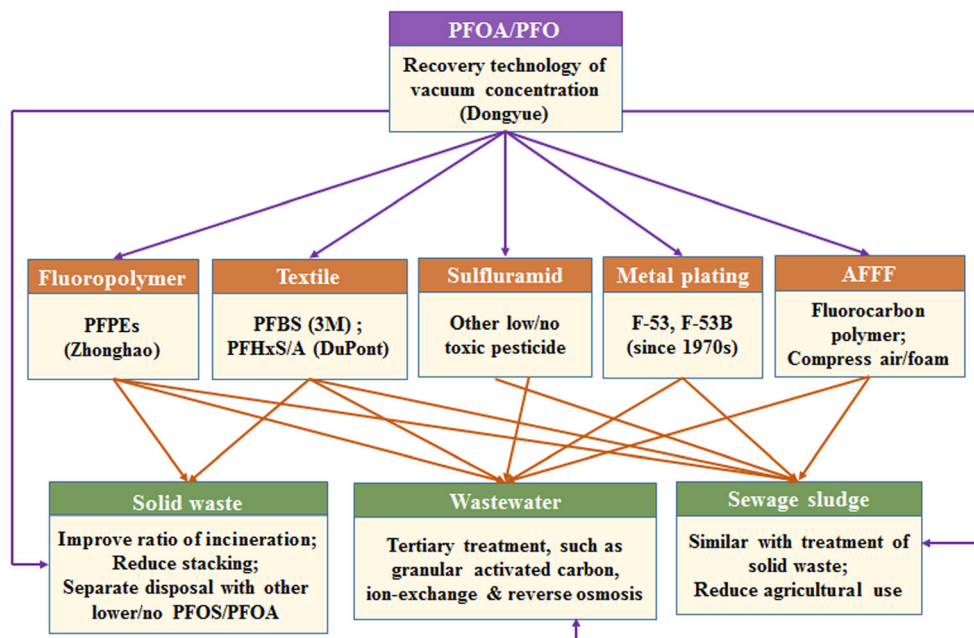 PFOA/PFO
Recovery technology of
vacuum concentration
(Dongyue)
Fluoropolymer
PFPEs
(Zhonghao)
Textile
PFBS (3M) ;
PFHxS/A (DuPont)
Sulfluramid
Other low/no
toxic pesticide
Metal plating
F-53, F-53B
(since 1970s)
AFFF
Fluorocarbon
polymer;
Compress air/foam
Solid waste
Improve ratio of incineration;
Reduce stacking;
Separate disposal with other
lower/no PFOS/PFOA
Wastewater
Tertiary treatment, such as
granular activated carbon,
ion-exchange & reverse osmosis
Sewage sludge
Similar with treatment of
solid waste;
Reduce agricultural use